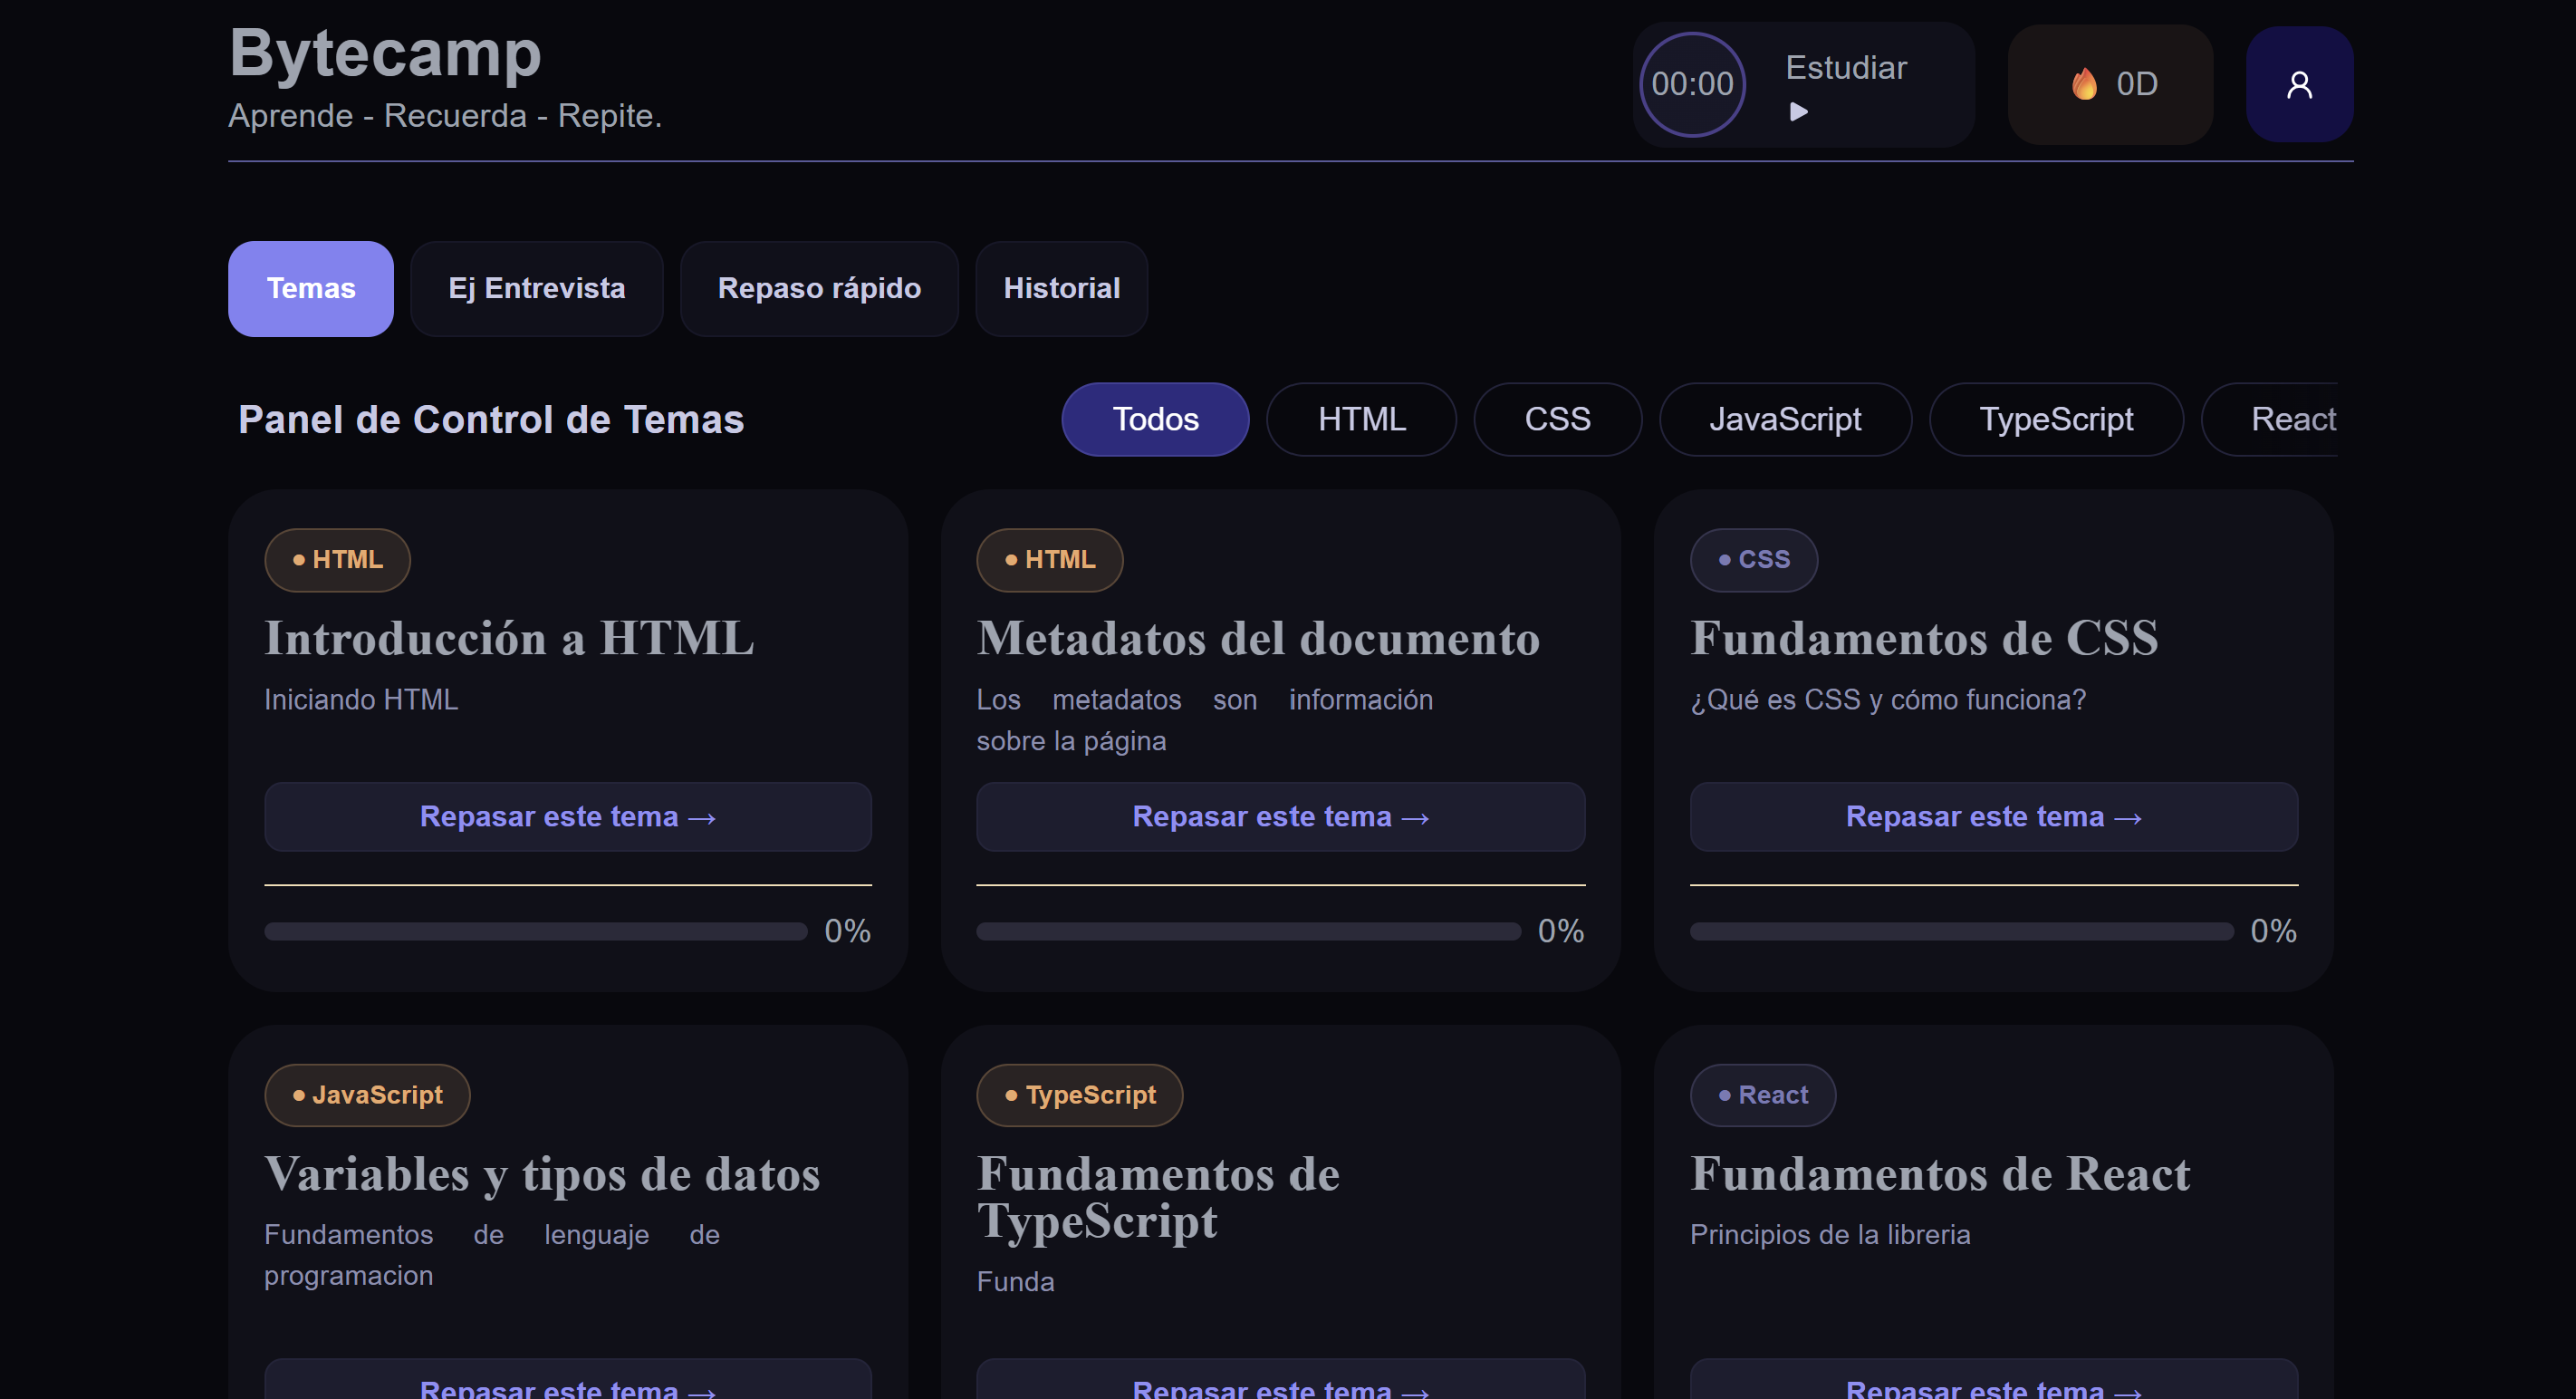 Bytecamp
Aprende - Recuerda - Repite.
00:00
Estudiar
0D
Temas
Ej Entrevista
Repaso rápido
Historial
Panel de Control de Temas
Todos
HTML
CSS
JavaScript
TypeScript
React
HTML
Introducción a HTML
Iniciando HTML
Repasar este tema →
0%
HTML
Metadatos del documento
Los metadatos son información
sobre la página
Repasar este tema →
0%
CSS
Fundamentos de CSS
¿Qué es CSS y cómo funciona?
Repasar este tema →
0%
JavaScript
Variables y tipos de datos
Fundamentos de lenguaje de
programacion
Repasar este tema →
TypeScript
Fundamentos de
TypeScript
Funda
Repasar este tema →
React
Fundamentos de React
Principios de la libreria
Repasar este tema →